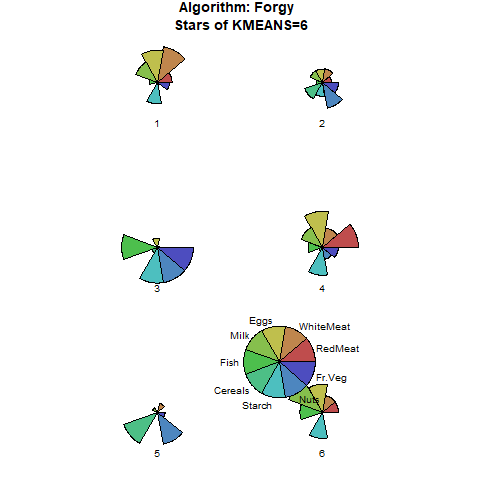 Algorithm: Forgy
Stars of KMEANS=6
1
2
3
4
Eggs
WhiteMeat
Milk
RedMeat
Fish
Fr.Veg
Cereals
Nuts
Starch
5
6